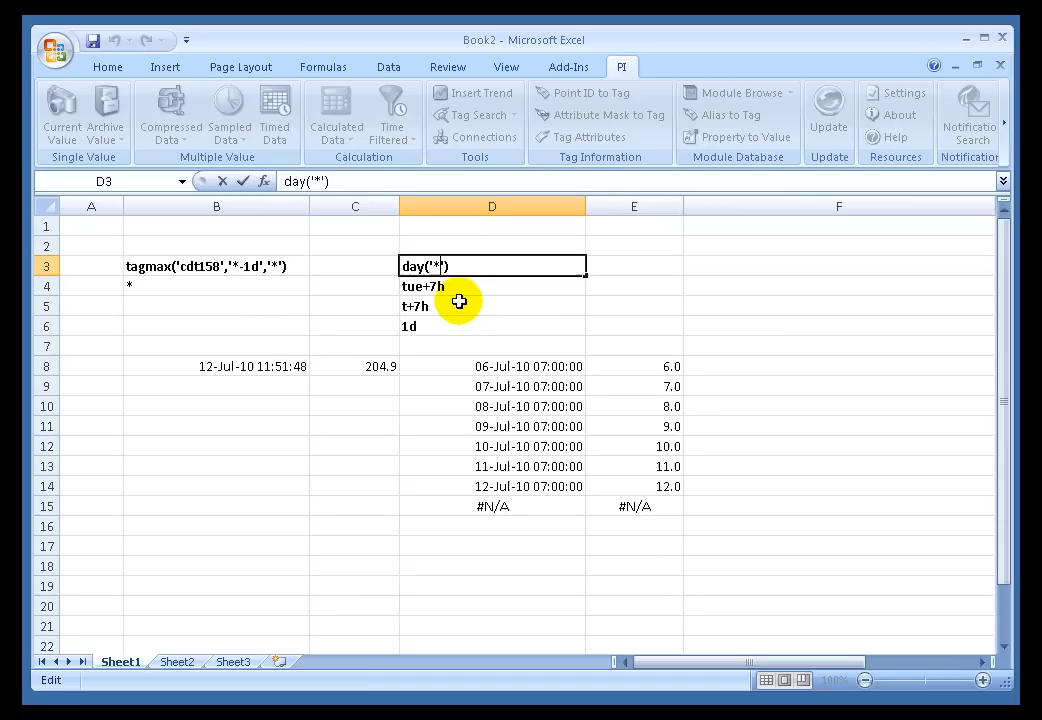 Book2 - Microsoft Excel
Home Insert Page Layout Formulas Data Review View Add-Ins PI
Current Value Archive Value Compressed Data Sampled Data Timed Data Calculated Data Time Filtered Insert Trend Tag Search Connections Point ID to Tag Attribute Mask to Tag Tag Attributes Module Browse Alias to Tag Property to Value Update Settings About Help Notificatio Search
Single Value Multiple Value Calculation Tools Tag Information Module Database Update Resources Notification
D3 fx day('*')
A B C D E F
1
2
3 tagmax('cdt158','*-1d','*') day('*')
4 * tue+7h
5 t+7h
6 1d
7
8 12-Jul-10 11:51:48 204.9 06-Jul-10 07:00:00 6.0
9 07-Jul-10 07:00:00 7.0
10 08-Jul-10 07:00:00 8.0
11 09-Jul-10 07:00:00 9.0
12 10-Jul-10 07:00:00 10.0
13 11-Jul-10 07:00:00 11.0
14 12-Jul-10 07:00:00 12.0
15 #N/A #N/A
16
17
18
19
20
21
22
Sheet1 Sheet2 Sheet3
Edit 100%